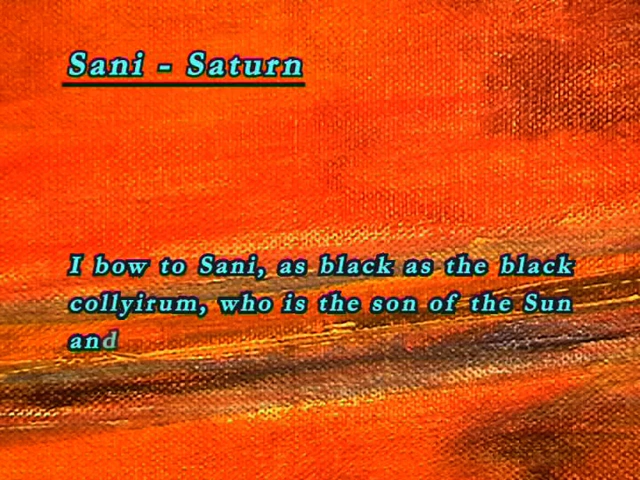 Sani - Saturn
I bow to Sani, as black as the black
collyirum, who is the son of the Sun
and